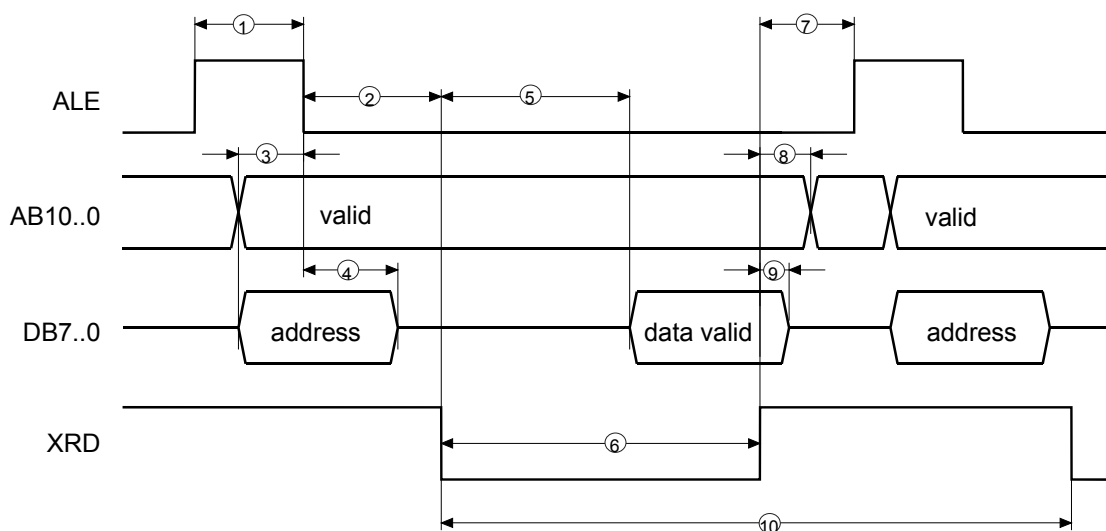 ① ⑦
ALE ② ⑤
③ ⑧
AB10..0 valid valid
④ ⑨
DB7..0 address data valid address
XRD ⑥
⑩